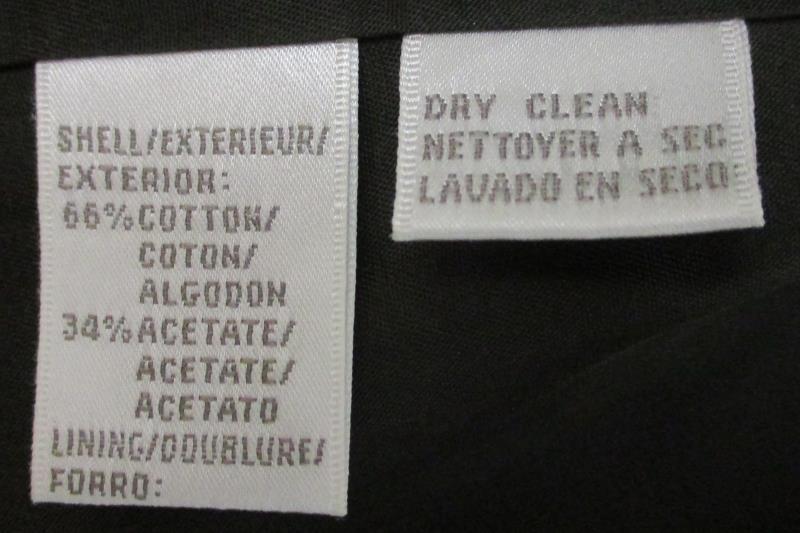 SHELL/EXTERIEUR/
EXTERIOR:
66% COTTON/
COTON/
ALGODON
34% ACETATE/
ACETATE/
ACETATO
LINING/DOUBLURE/
FORRO:
DRY CLEAN
NETTOYER A SEC
LAVADO EN SECO